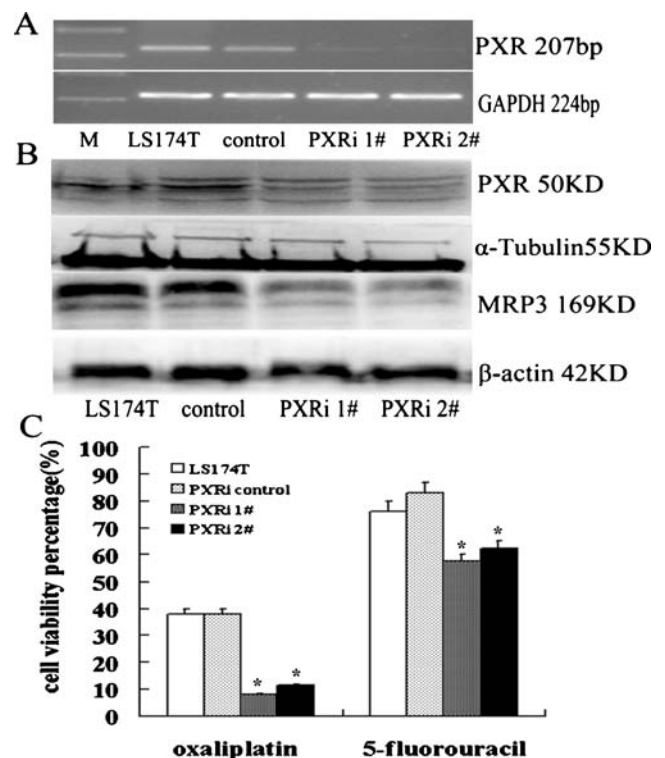 A
PXR 207bp
GAPDH 224bp
M LS174T control PXRi 1# PXRi 2#
B
PXR 50KD
α-Tubulin55KD
MRP3 169KD
β-actin 42KD
LS174T control PXRi 1# PXRi 2#
C
cell viability percentage(%)
90
80
70
60
50
40
30
20
10
0
LS174T
PXRi control
PXRi 1#
PXRi 2#
* * * *
oxaliplatin 5-fluorouracil